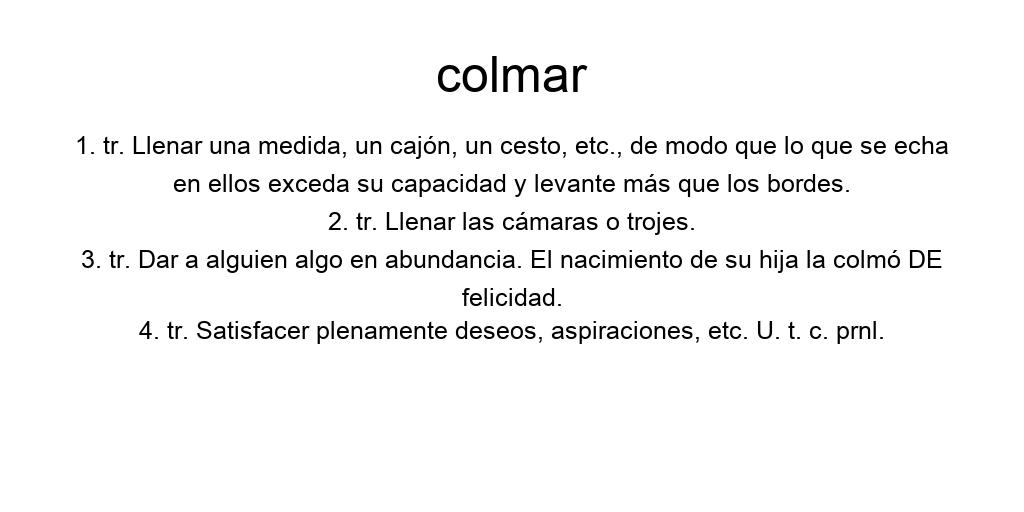 colmar
1. tr. Llenar una medida, un cajón, un cesto, etc., de modo que lo que se echa
en ellos exceda su capacidad y levante más que los bordes.
2. tr. Llenar las cámaras o trojes.
3. tr. Dar a alguien algo en abundancia. El nacimiento de su hija la colmó DE
felicidad.
4. tr. Satisfacer plenamente deseos, aspiraciones, etc. U. t. c. prnl.